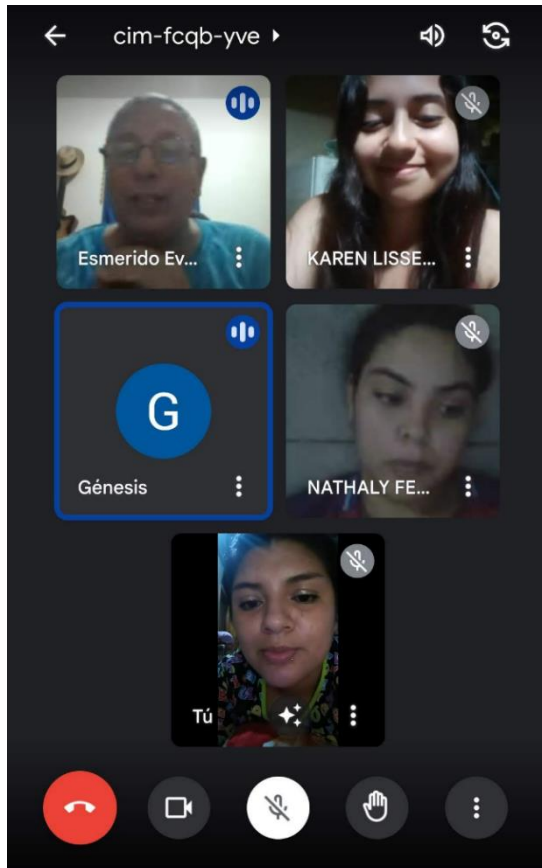 cim-fcqb-yve
Esmerido Ev...
KAREN LISSE...
G
Génesis
NATHALY FE...
Tú